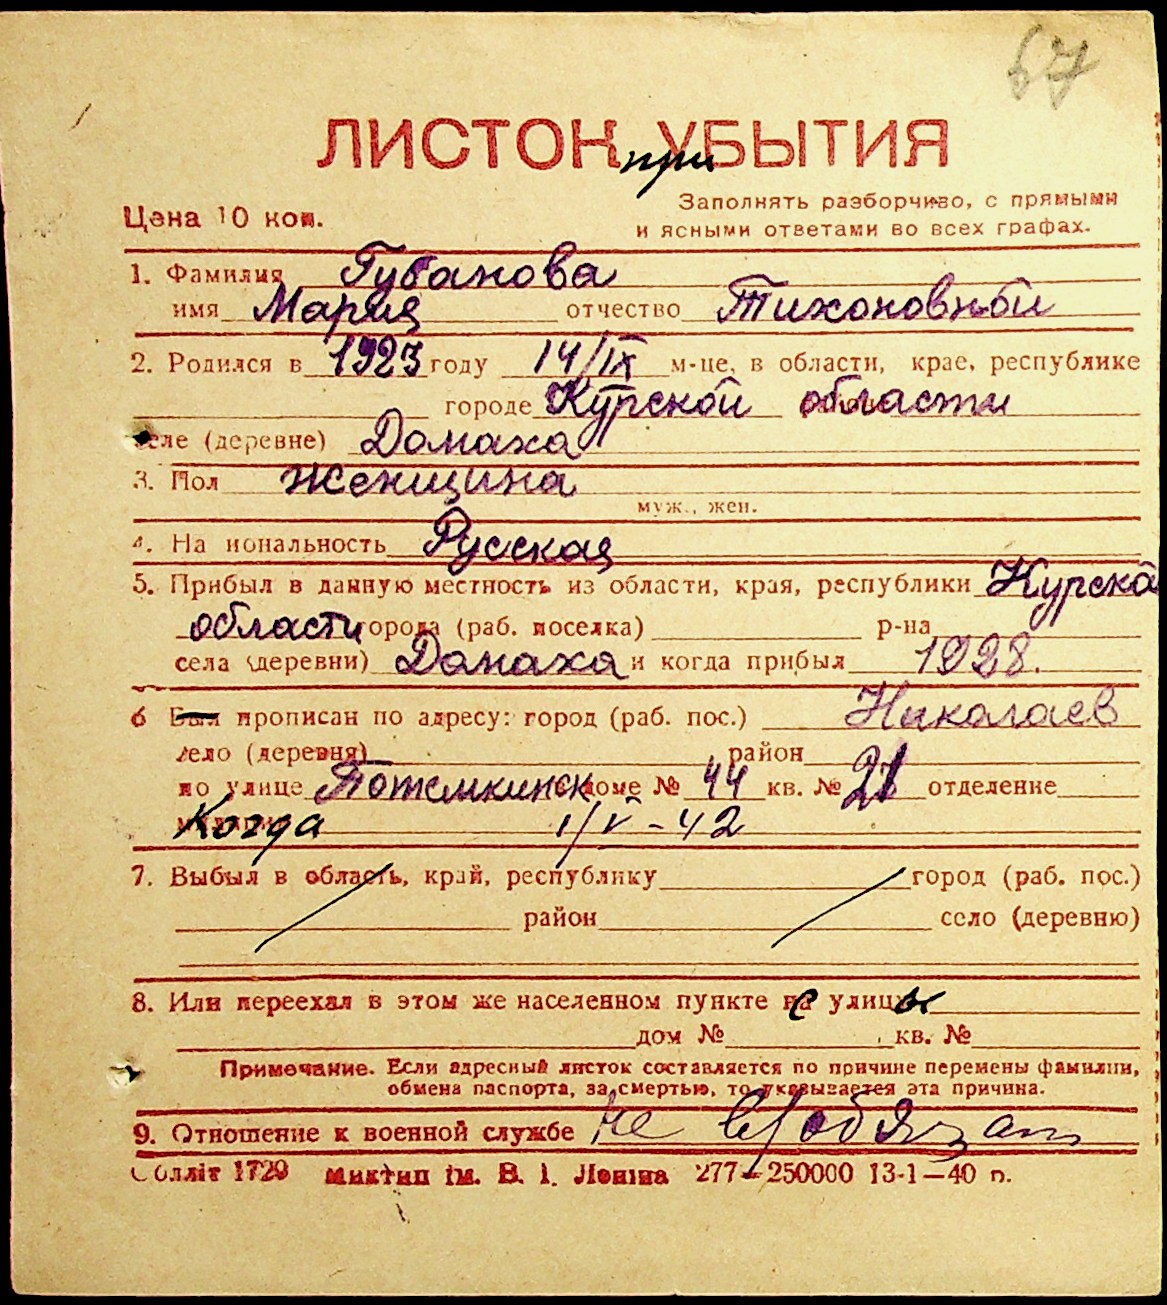 67
ЛИСТОК УБЫТИЯ
при
Цена 10 коп.
Заполнять разборчиво, с прямыми
и ясными ответами во всех графах.
1. Фамилия Губанова
имя Мария отчество Тихоновной
2. Родился в 1923 году 14/IX м-це, в области, крае, республике
городе Курской области
селе (деревне) Домаха
3. Пол Женщина
муж., жен.
4. Национальность Русская
5. Прибыл в данную местность из области, края, республики Курской
области города (раб. поселка) р-на
села (деревни) Домаха и когда прибыл 1928.
6 Был прописан по адресу: город (раб. пос.) Николаев
село (деревня) район
по улице Потемкинск доме № 44 кв. № 21 отделение
Когда 1/V-42
7. Выбыл в область, край, республику город (раб. пос.)
район село (деревню)
8. Или переехал в этом же населенном пункте с улицы
дом № кв. №
Примечание. Если адресный листок составляется по причине перемены фамилии,
обмена паспорта, за смертью, то указывается эта причина.
9. Отношение к военной службе не в/обязан
Облліт 1729 Миктип ім. В. І. Леніна 277—250000 13-1—40 р.